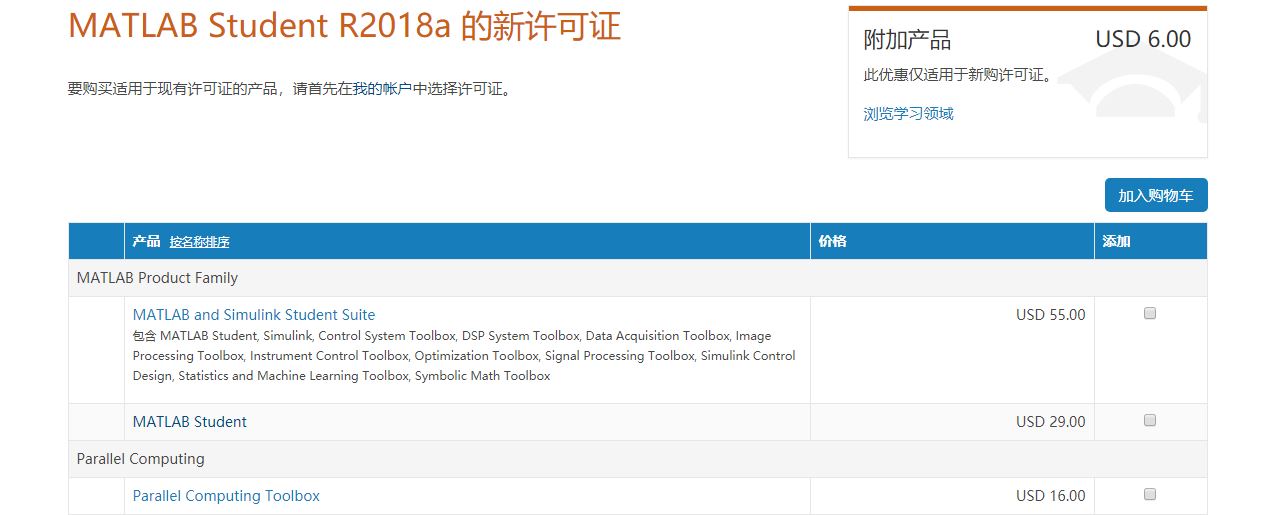 MATLAB Student R2018a 的新许可证
要购买适用于现有许可证的产品，请首先在我的帐户中选择许可证。
附加产品 USD 6.00
此优惠仅适用于新购许可证。
浏览学习领域
加入购物车
产品 按名称排序 价格 添加
MATLAB Product Family
MATLAB and Simulink Student Suite USD 55.00
包含 MATLAB Student, Simulink, Control System Toolbox, DSP System Toolbox, Data Acquisition Toolbox, Image
Processing Toolbox, Instrument Control Toolbox, Optimization Toolbox, Signal Processing Toolbox, Simulink Control
Design, Statistics and Machine Learning Toolbox, Symbolic Math Toolbox
MATLAB Student USD 29.00
Parallel Computing
Parallel Computing Toolbox USD 16.00